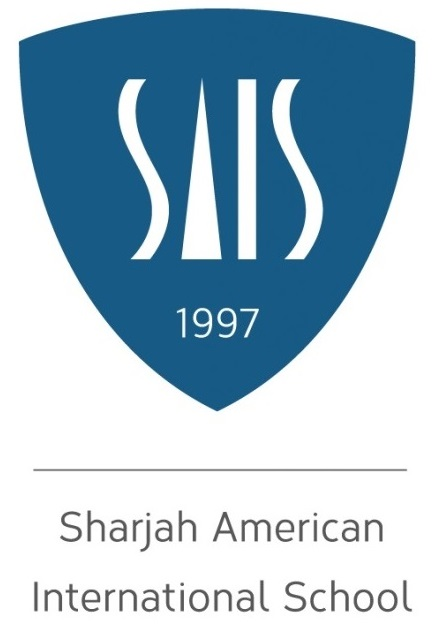 SAIS
1997
Sharjah American
International School